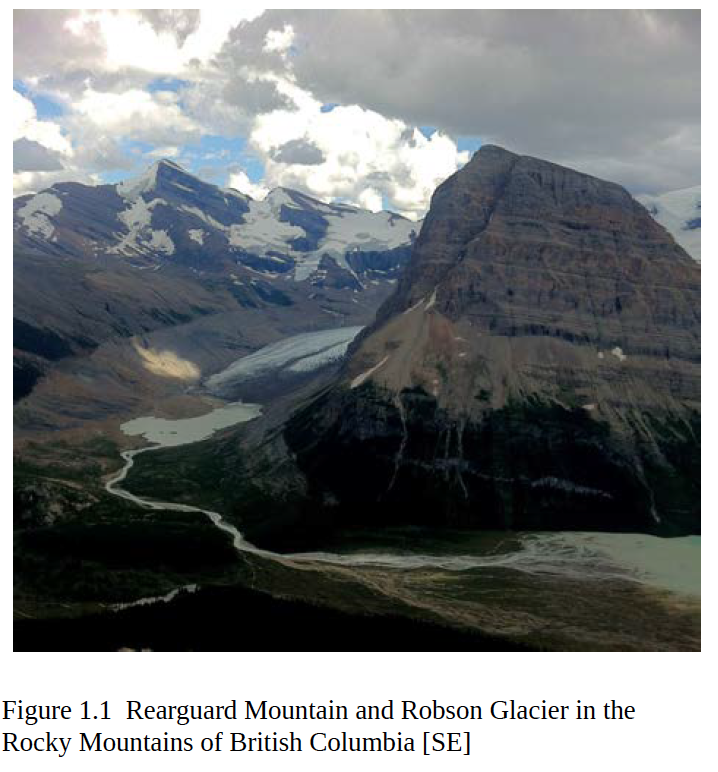 Figure 1.1  Rearguard Mountain and Robson Glacier in the
Rocky Mountains of British Columbia [SE]